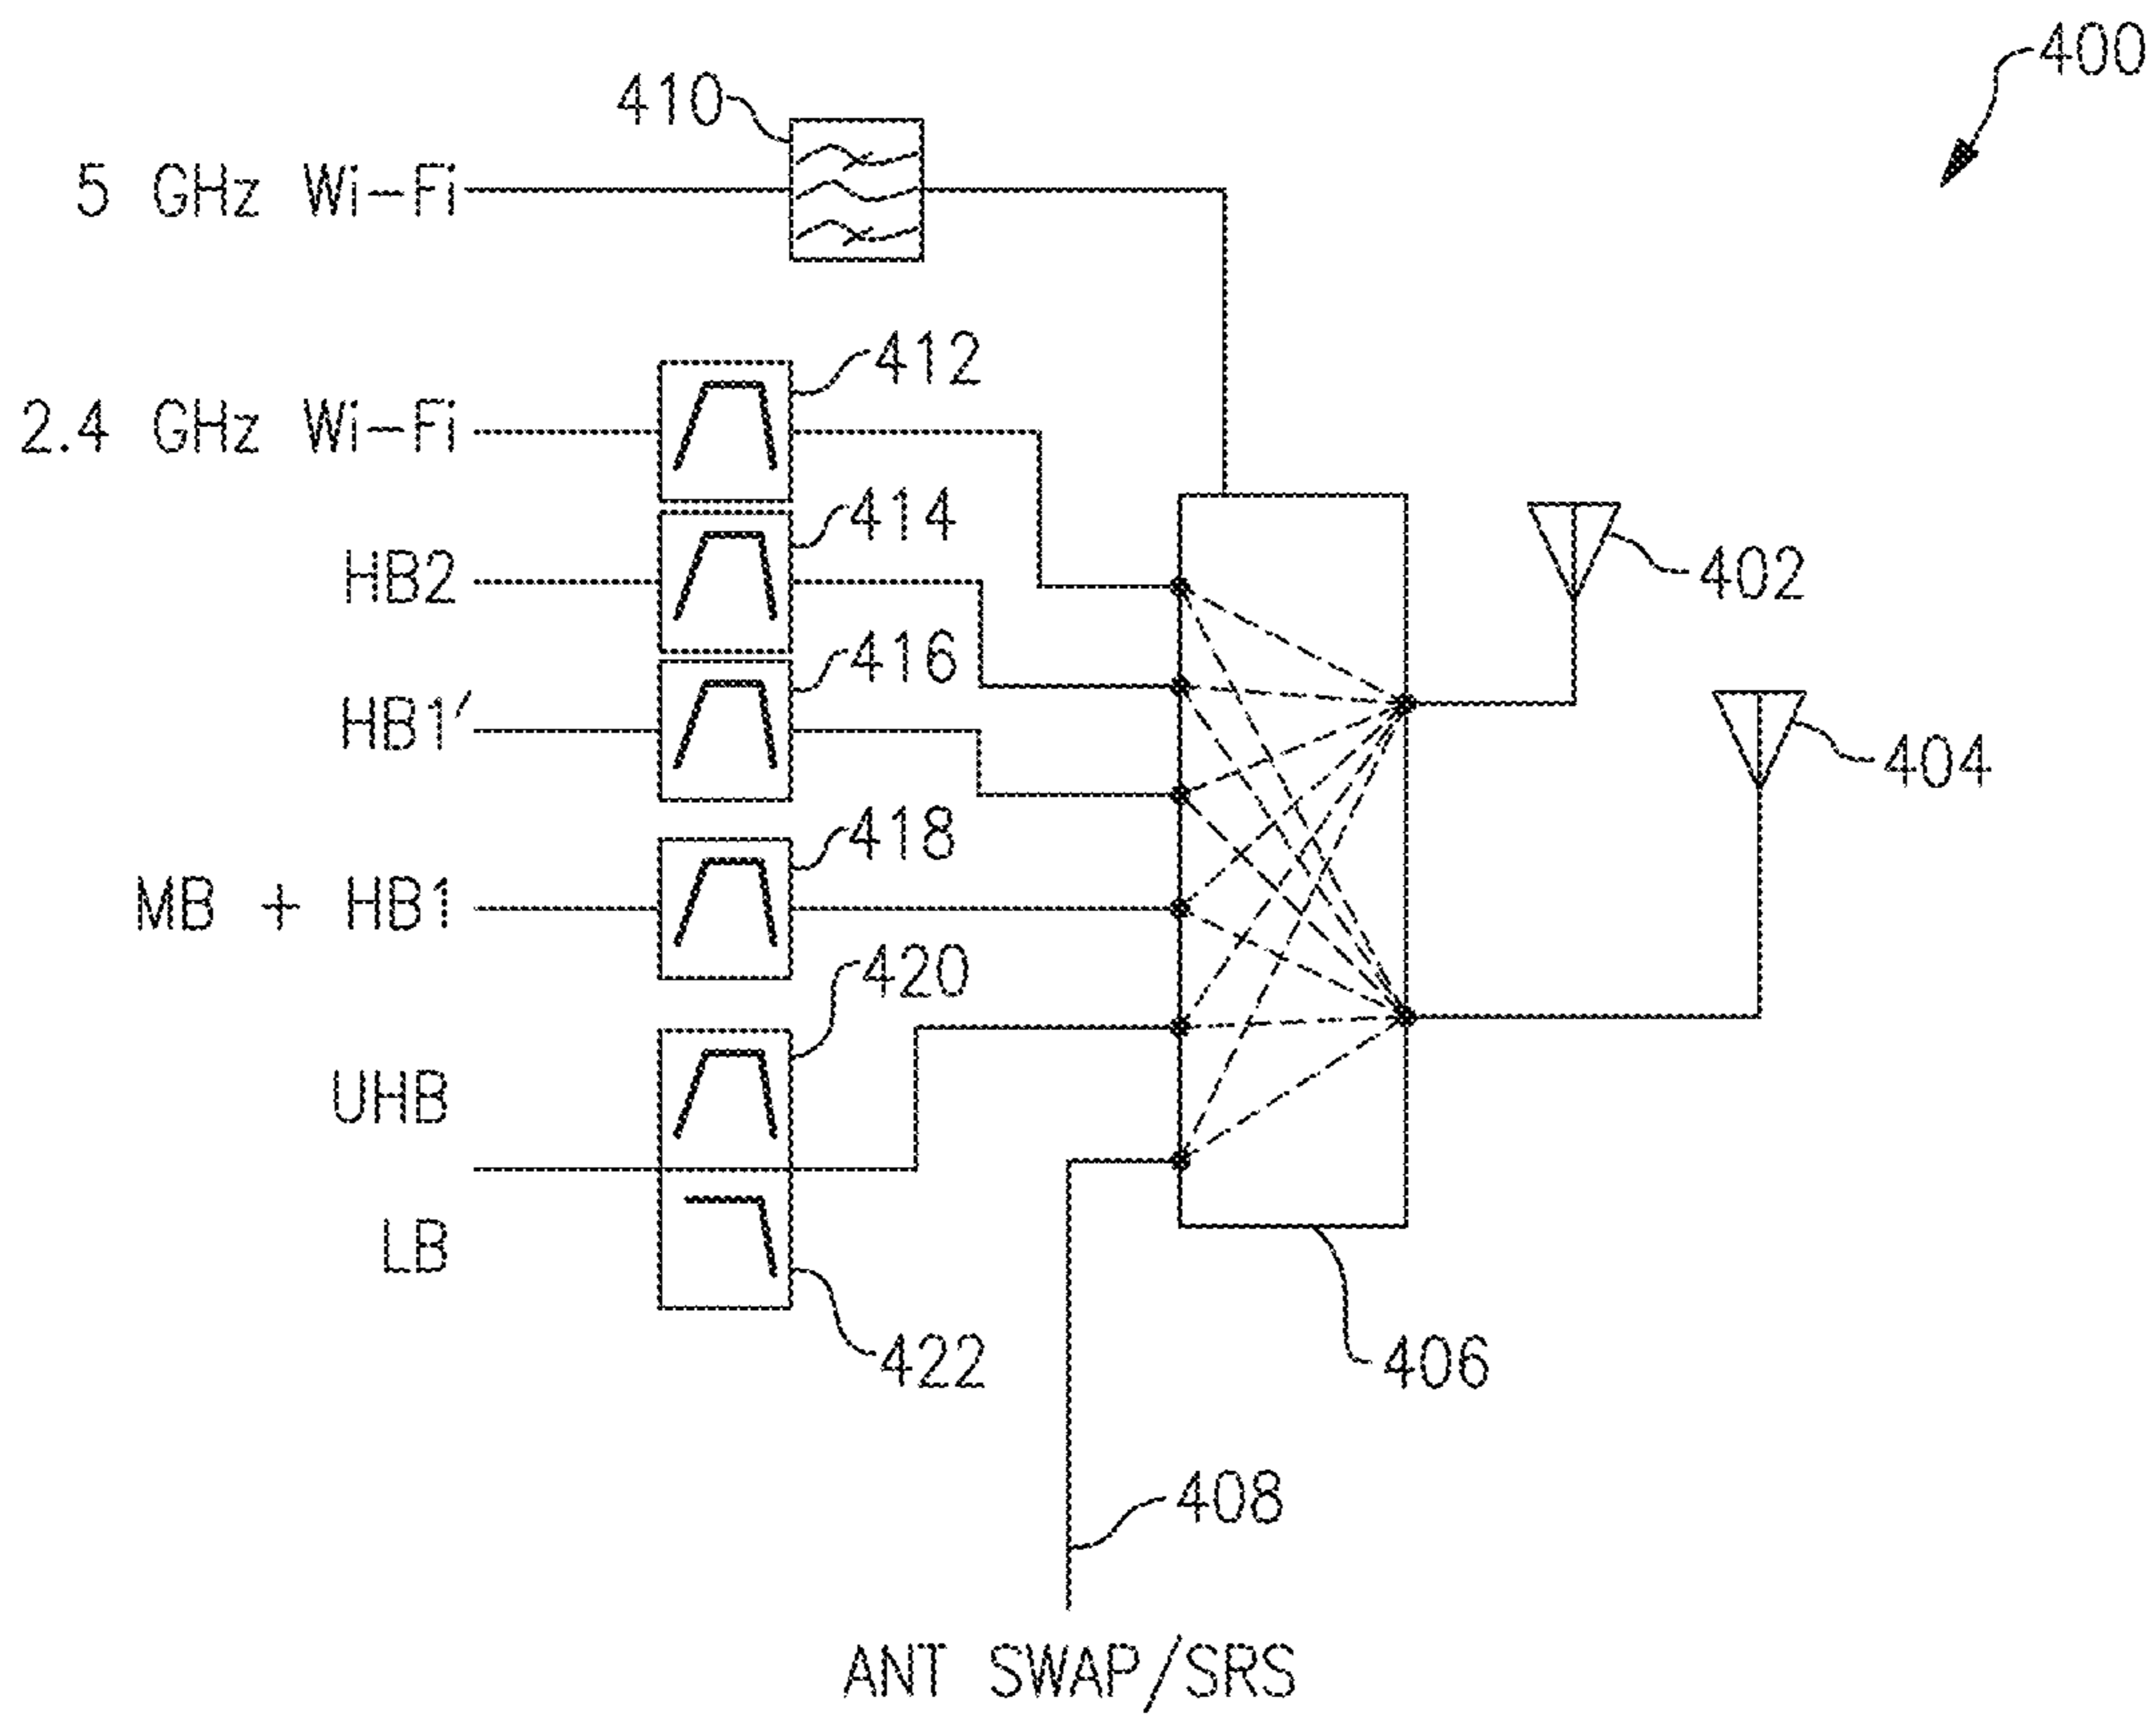 400
410
5 GHz Wi-Fi
412
2.4 GHz Wi-Fi
414
HB2
402
416
HB1'
404
418
MB + HB1
420
UHB
LB
422
406
408
ANT SWAP/SRS